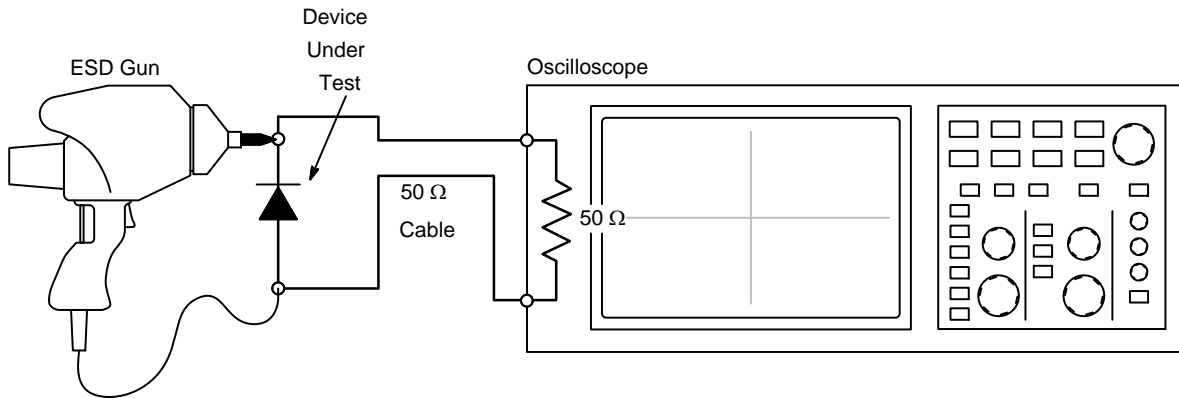 Device
Under
Test
ESD Gun
Oscilloscope
50 Ω
Cable
50 Ω